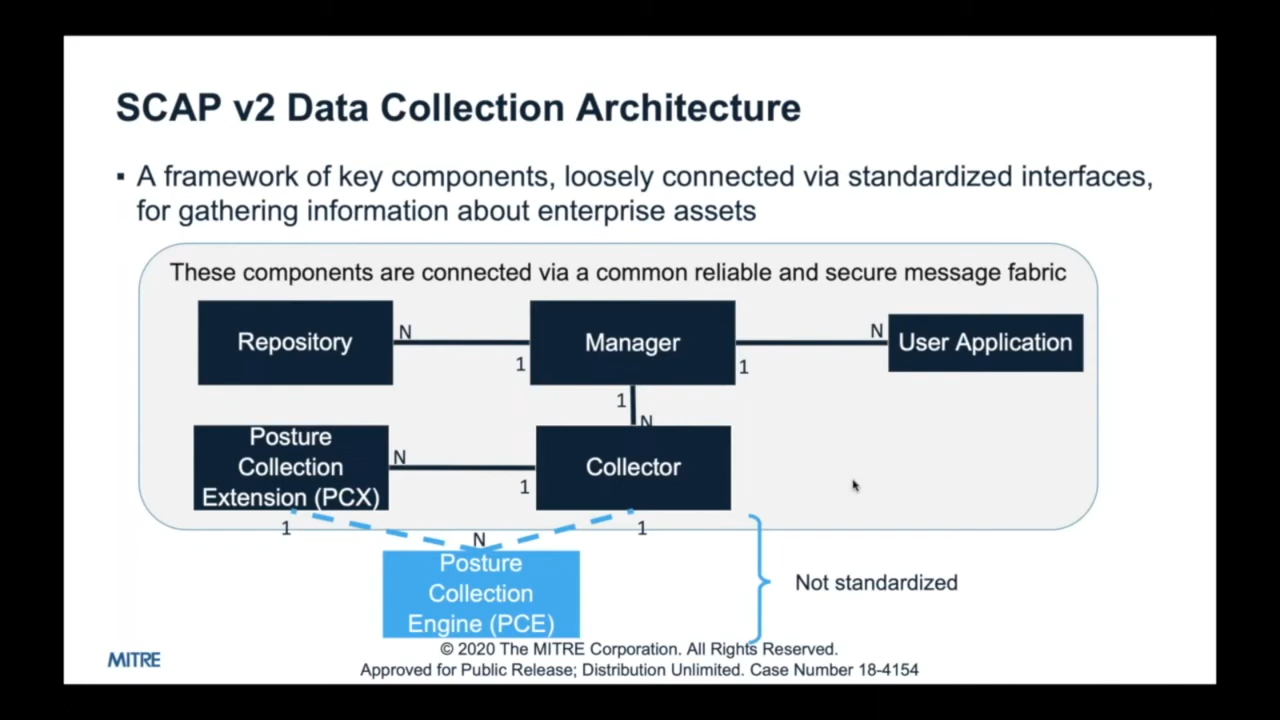 SCAP v2 Data Collection Architecture
▪ A framework of key components, loosely connected via standardized interfaces,
for gathering information about enterprise assets
These components are connected via a common reliable and secure message fabric
Repository
N
1
Manager
1
N
User Application
1
N
Posture
Collection
Extension (PCX)
N
1
Collector
1
N
1
Posture
Collection
Engine (PCE)
Not standardized
MITRE
© 2020 The MITRE Corporation. All Rights Reserved.
Approved for Public Release; Distribution Unlimited. Case Number 18-4154